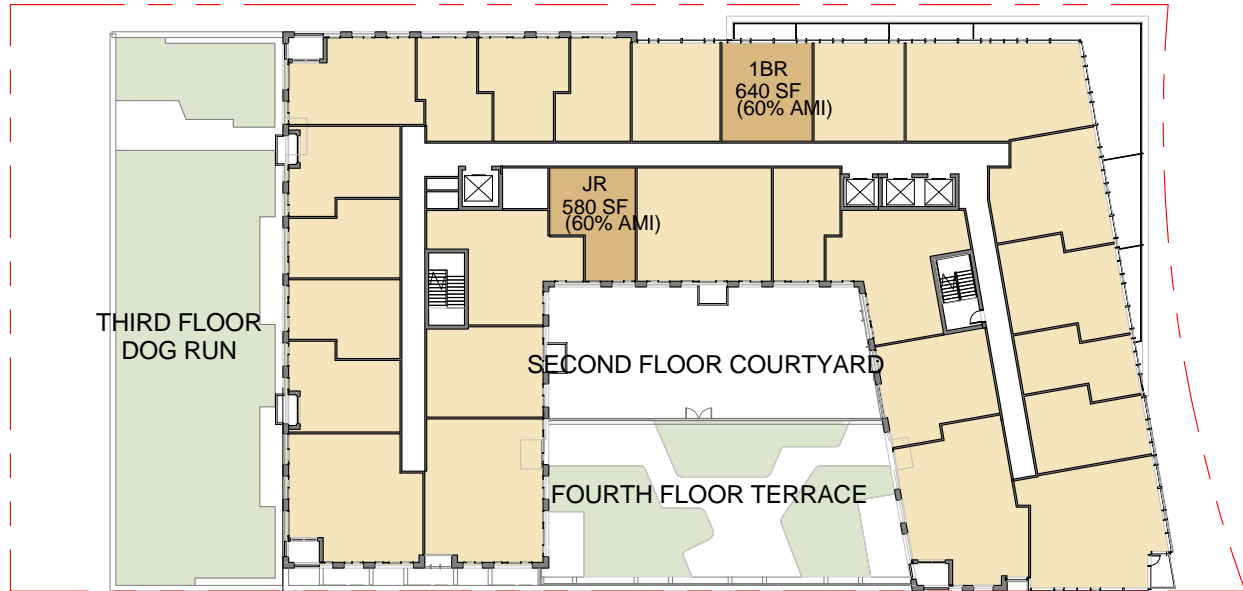 1BR
640 SF
(60% AMI)
JR
580 SF
(60% AMI)
THIRD FLOOR
DOG RUN
SECOND FLOOR COURTYARD
FOURTH FLOOR TERRACE